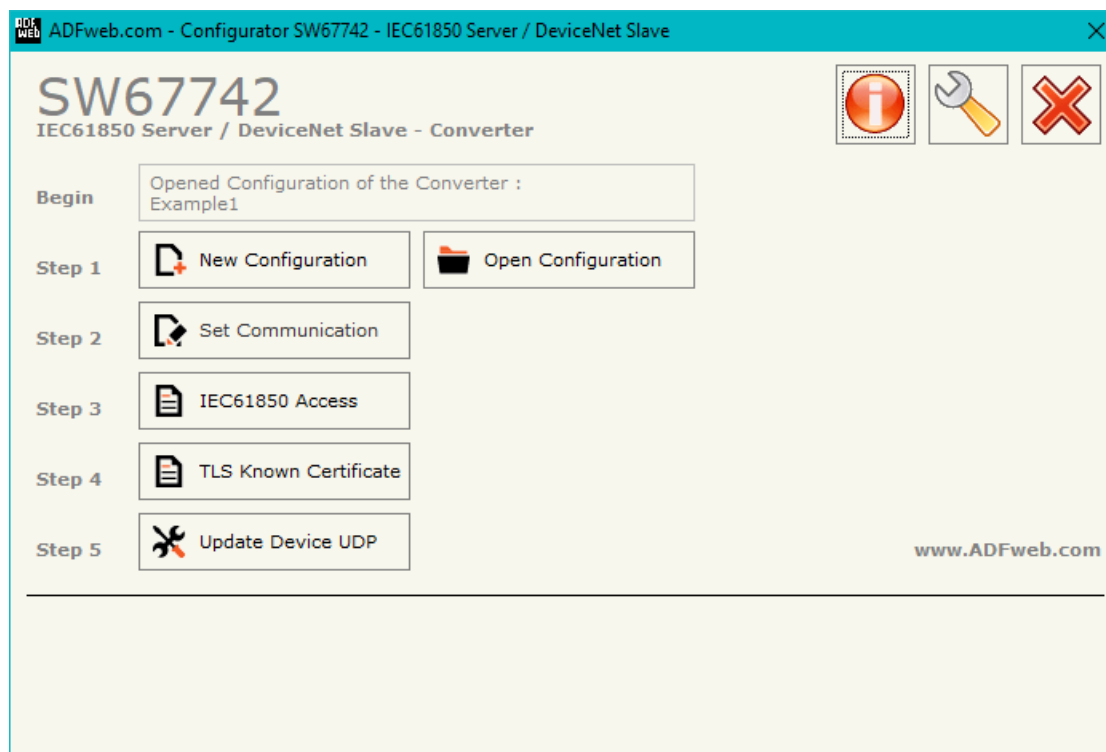 ADF
WEB
ADFweb.com - Configurator SW67742 - IEC61850 Server / DeviceNet Slave
SW67742
IEC61850 Server / DeviceNet Slave - Converter
Begin
Opened Configuration of the Converter :
Example1
Step 1
New Configuration
Open Configuration
Step 2
Set Communication
Step 3
IEC61850 Access
Step 4
TLS Known Certificate
Step 5
Update Device UDP
www.ADFweb.com